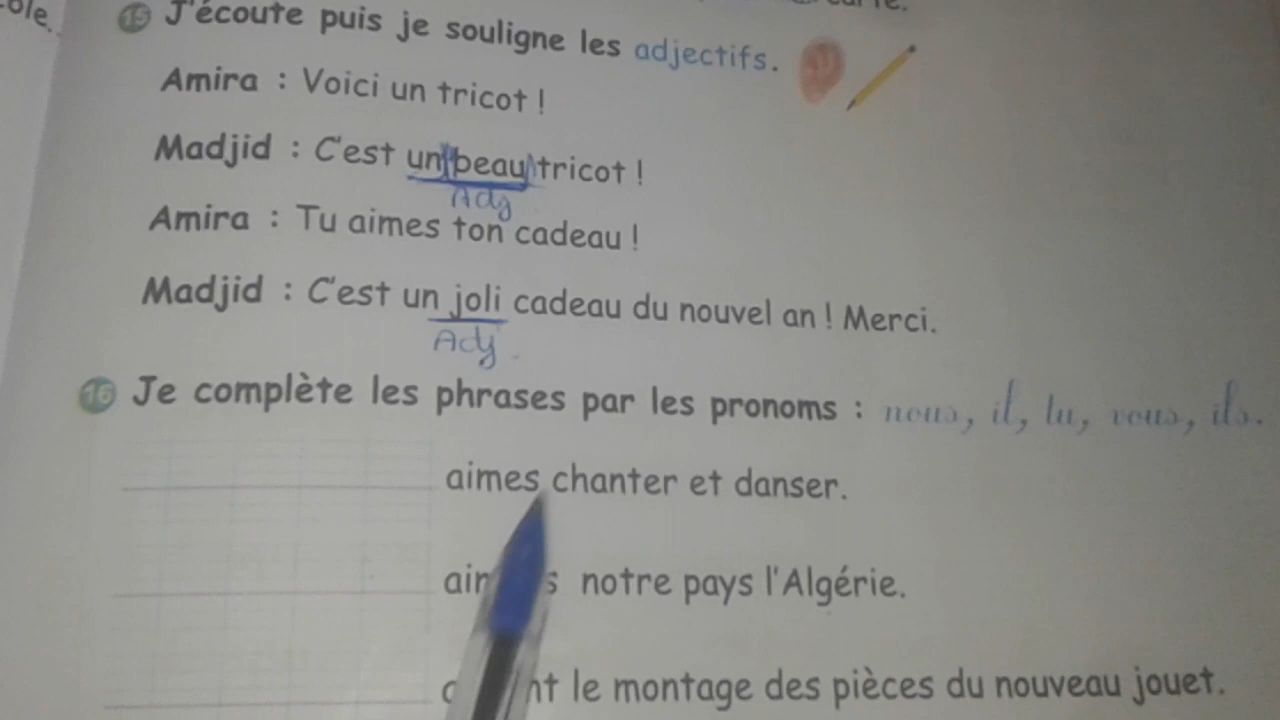 15 J'écoute puis je souligne les adjectifs.
Amira : Voici un tricot !
Madjid : C'est un beau tricot !
Adj
Amira : Tu aimes ton cadeau !
Madjid : C'est un joli cadeau du nouvel an ! Merci.
Adj
16 Je complète les phrases par les pronoms : nous, il, tu, vous, ils.
aimes chanter et danser.
notre pays l'Algérie.
le montage des pièces du nouveau jouet.